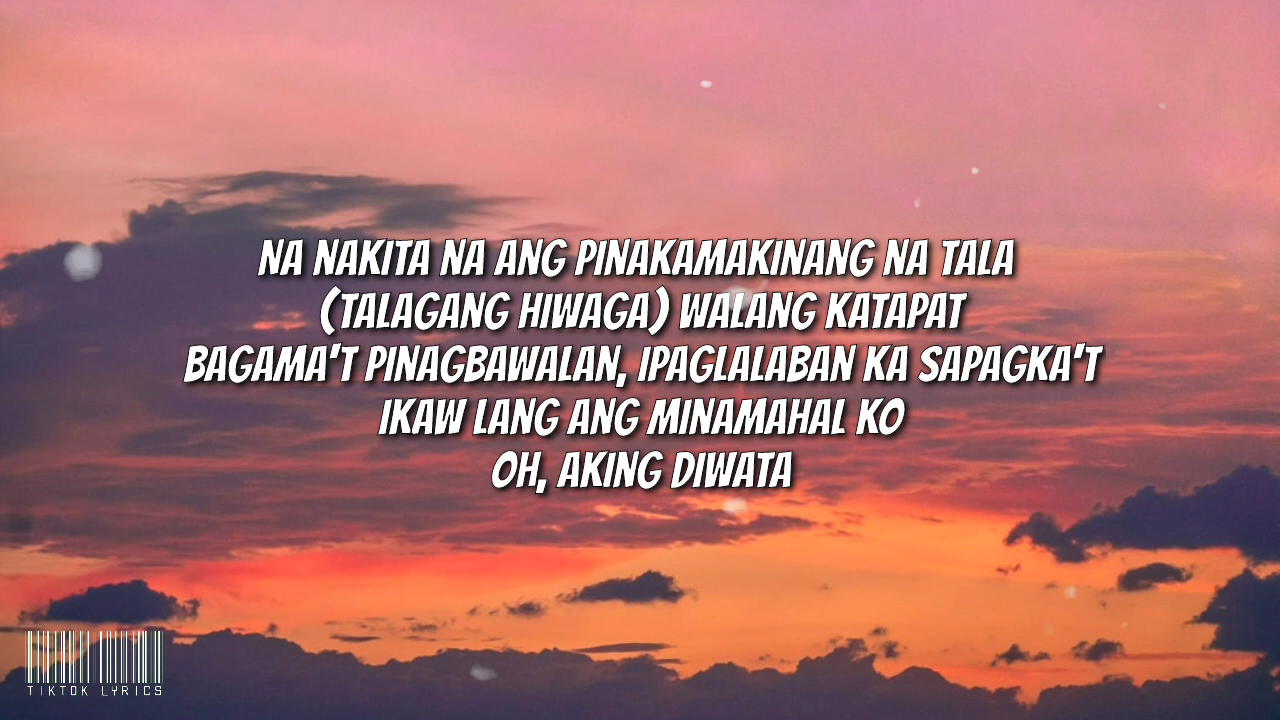 NA NAKITA NA ANG PINAKAMAKINANG NA TALA
(TALAGANG HIWAGA) WALANG KATAPAT
BAGAMA'T PINAGBAWALAN, IPAGLALABAN KA SAPAGKA'T
IKAW LANG ANG MINAMAHAL KO
OH, AKING DIWATA
TIKTOK LYRICS